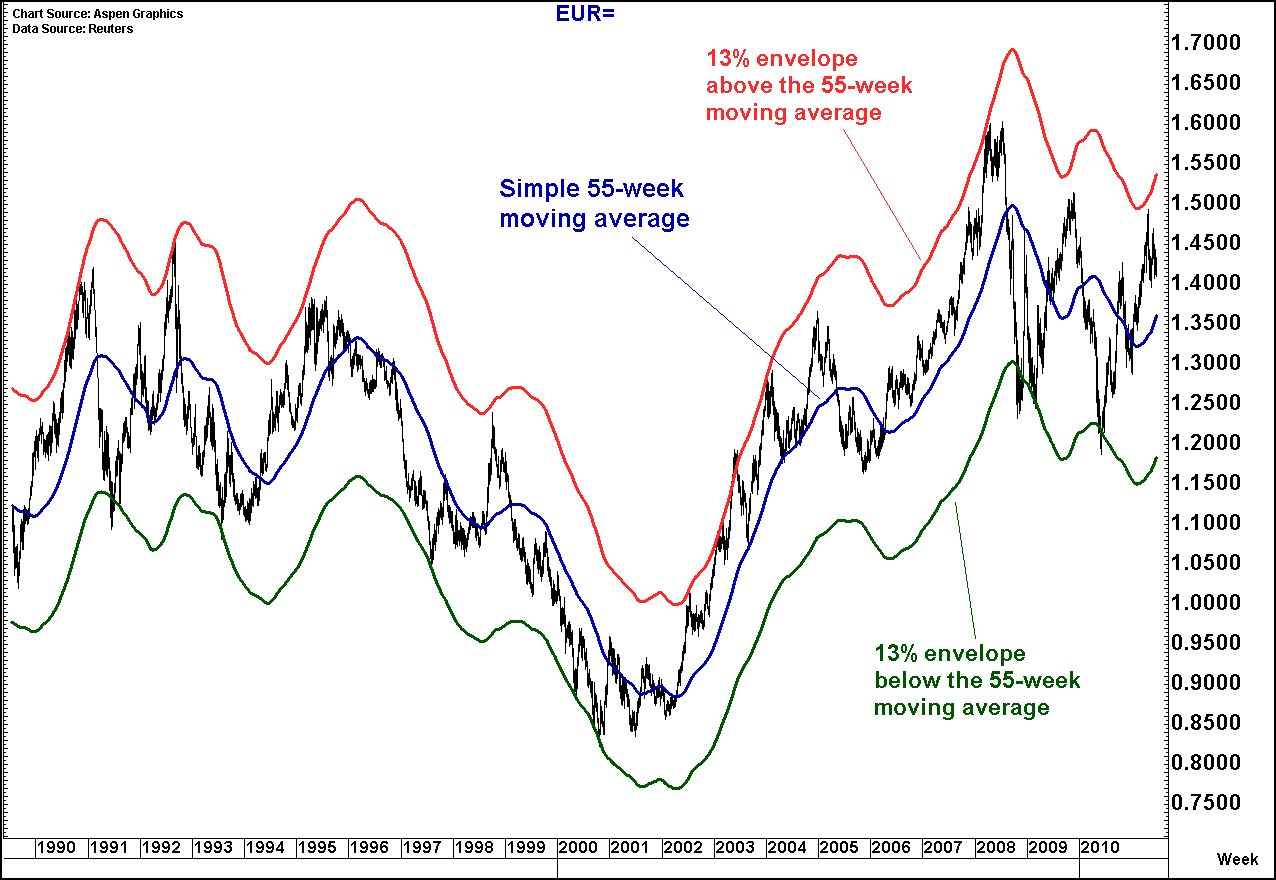 Chart Source: Aspen Graphics
Data Source: Reuters
EUR=
13% envelope
above the 55-week
moving average
Simple 55-week
moving average
13% envelope
below the 55-week
moving average
1.7000
1.6500
1.6000
1.5500
1.5000
1.4500
1.4000
1.3500
1.3000
1.2500
1.2000
1.1500
1.1000
1.0500
1.0000
0.9500
0.9000
0.8500
0.8000
0.7500
1990 1991 1992 1993 1994 1995 1996 1997 1998 1999 2000 2001 2002 2003 2004 2005 2006 2007 2008 2009 2010
Week